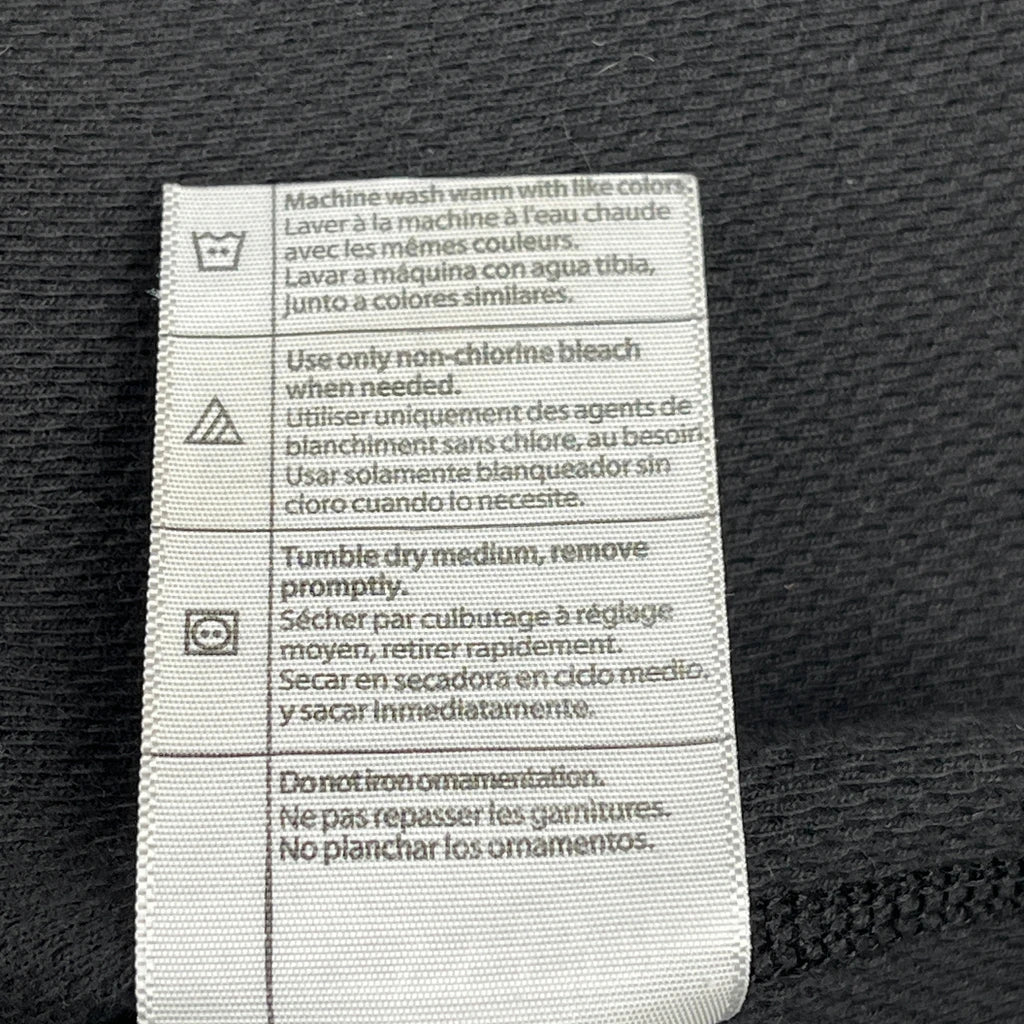 Machine wash warm with like colors.
Laver à la machine à l'eau chaude
avec les mêmes couleurs.
Lavar a máquina con agua tibia,
junto a colores similares.
Use only non-chlorine bleach
when needed.
Utiliser uniquement des agents de
blanchiment sans chlore, au besoin.
Usar solamente blanqueador sin
cloro cuando lo necesite.
Tumble dry medium, remove
promptly.
Sécher par culbutage à réglage
moyen, retirer rapidement.
Secar en secadora en ciclo medio,
y sacar inmediatamente.
Do not iron ornamentation.
Ne pas repasser les garnitures.
No planchar los ornamentos.